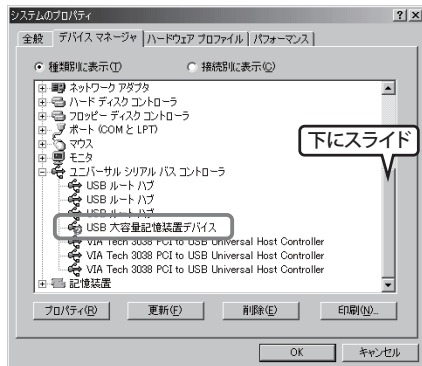 システムのプロパティ
全般 デバイス マネージャ ハードウェア プロファイル パフォーマンス
種類別に表示(T) 接続別に表示(C)
ネットワーク アダプタ
ハード ディスク コントローラ
フロッピー ディスク コントローラ
ポート (COM と LPT)
マウス
モニタ
ユニバーサル シリアル バス コントローラ
USB ルート ハブ
USB ルート ハブ
USB ルート ハブ
USB 大容量記憶装置デバイス
VIA Tech 3038 PCI to USB Universal Host Controller
VIA Tech 3038 PCI to USB Universal Host Controller
VIA Tech 3038 PCI to USB Universal Host Controller
記憶装置
下にスライド
プロパティ(R) 更新(F) 削除(E) 印刷(N)...
OK キャンセル